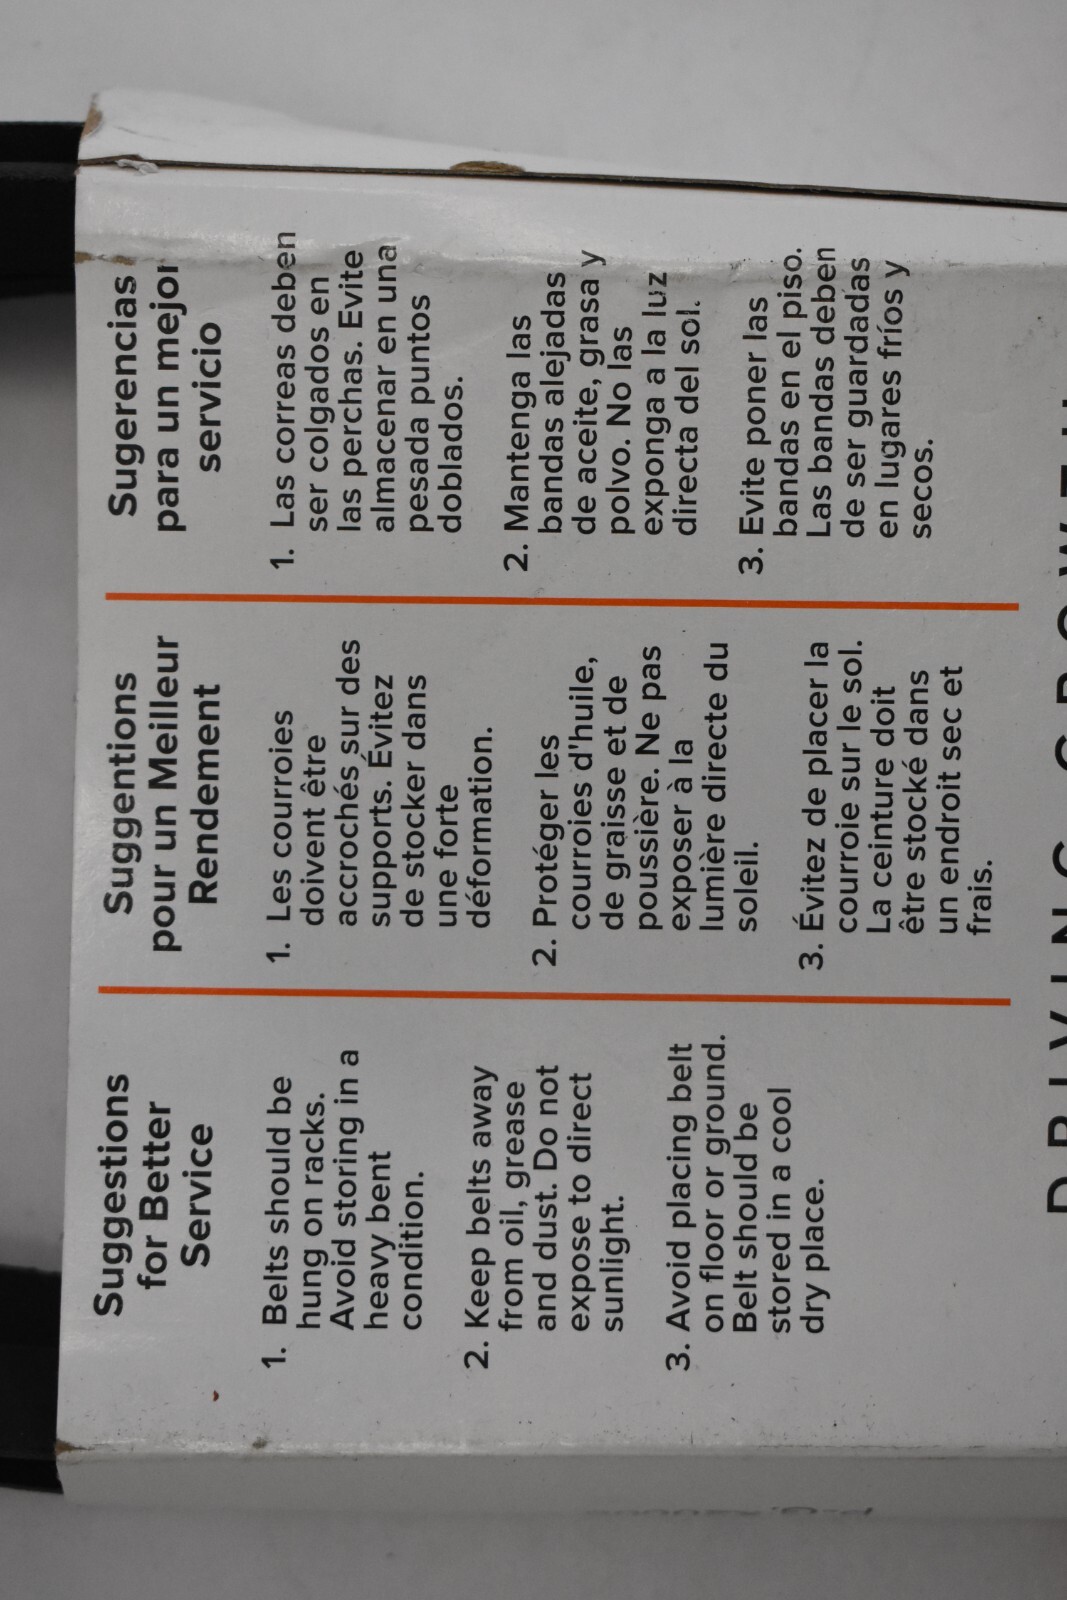 Suggestions
for Better
Service
1. Belts should be
hung on racks.
Avoid storing in a
heavy bent
condition.
2. Keep belts away
from oil, grease
and dust. Do not
expose to direct
sunlight.
3. Avoid placing belt
on floor or ground.
Belt should be
stored in a cool
dry place.
Suggentions
pour un Meilleur
Rendement
1. Les courroies
doivent être
accrochés sur des
supports. Évitez
de stocker dans
une forte
déformation.
2. Protéger les
courroies d'huile,
de graisse et de
poussière. Ne pas
exposer à la
lumière directe du
soleil.
3. Évitez de placer la
courroie sur le sol.
La ceinture doit
être stocké dans
un endroit sec et
frais.
Sugerencias
para un mejor
servicio
1. Las correas deben
ser colgados en
las perchas. Evite
almacenar en una
pesada puntos
doblados.
2. Mantenga las
bandas alejadas
de aceite, grasa y
polvo. No las
exponga a la luz
directa del sol.
3. Evite poner las
bandas en el piso.
Las bandas deben
de ser guardadas
en lugares fríos y
secos.
DRIVING GROWTH